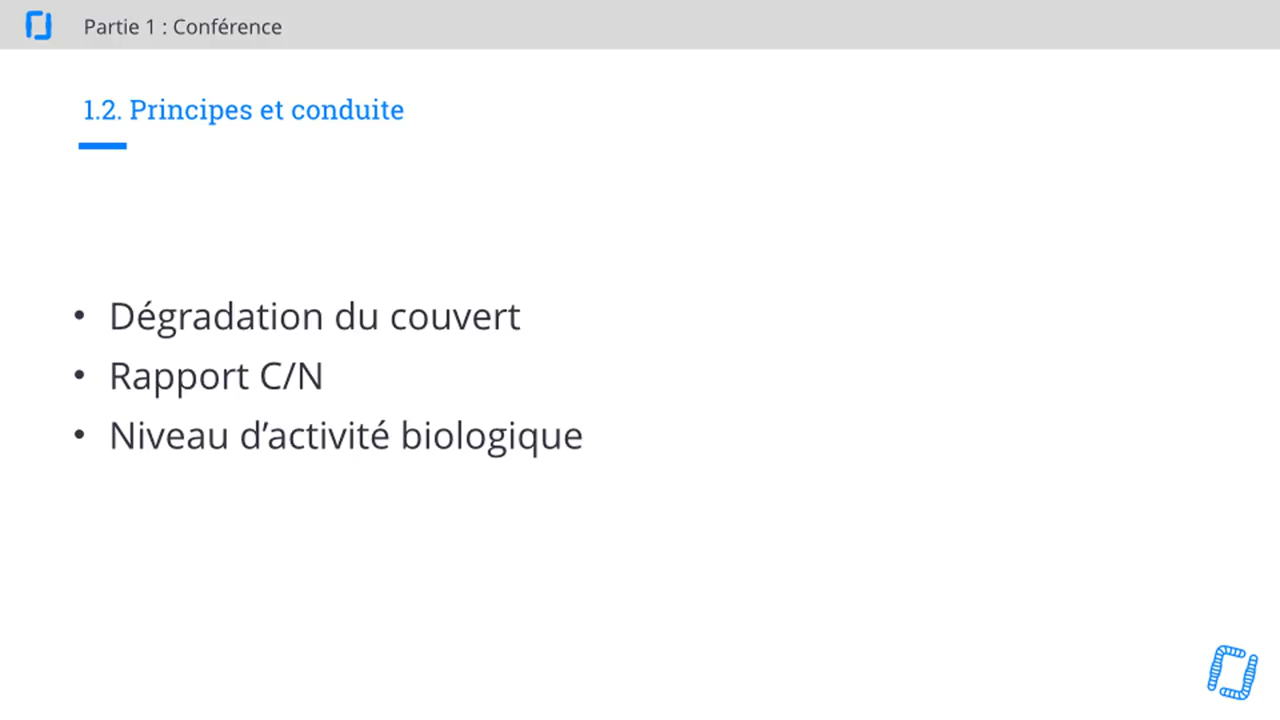 Partie 1 : Conférence
1.2. Principes et conduite
• Dégradation du couvert
• Rapport C/N
• Niveau d’activité biologique